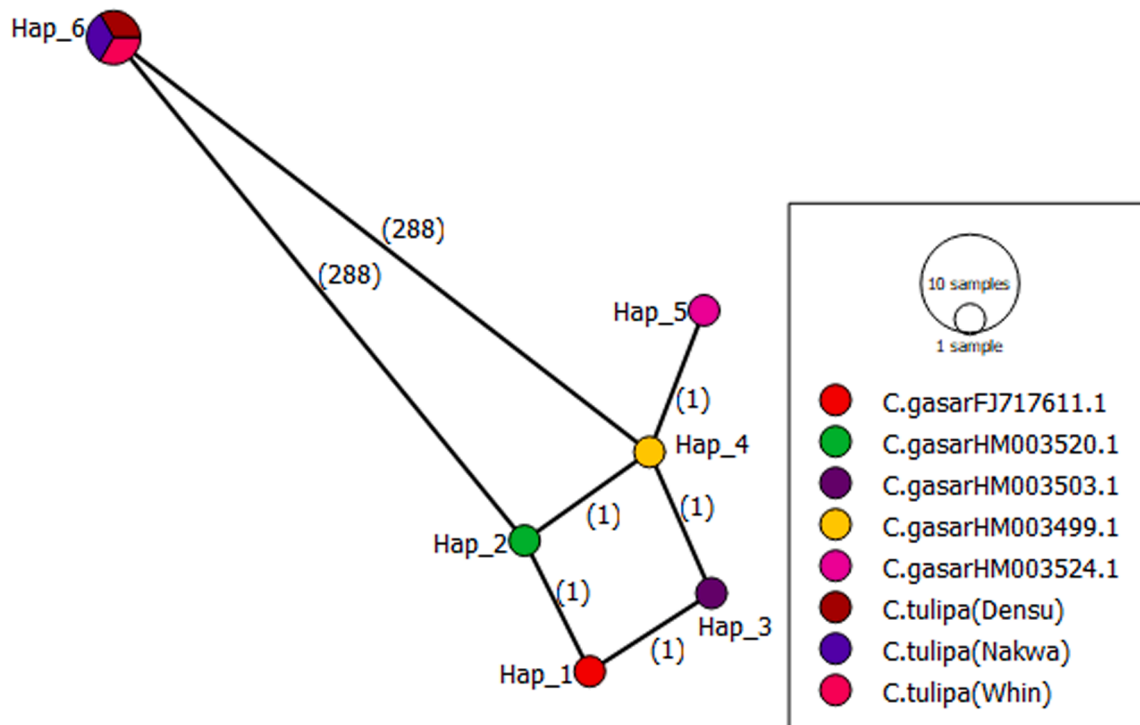 Hap_6
(288)
(288)
Hap_5
(1)
Hap_4
(1)
(1)
Hap_2
(1)
Hap_3
(1)
Hap_1
10 samples
1 sample
C.gasarFJ717611.1
C.gasarHM003520.1
C.gasarHM003503.1
C.gasarHM003499.1
C.gasarHM003524.1
C.tulipa(Densu)
C.tulipa(Nakwa)
C.tulipa(Whin)